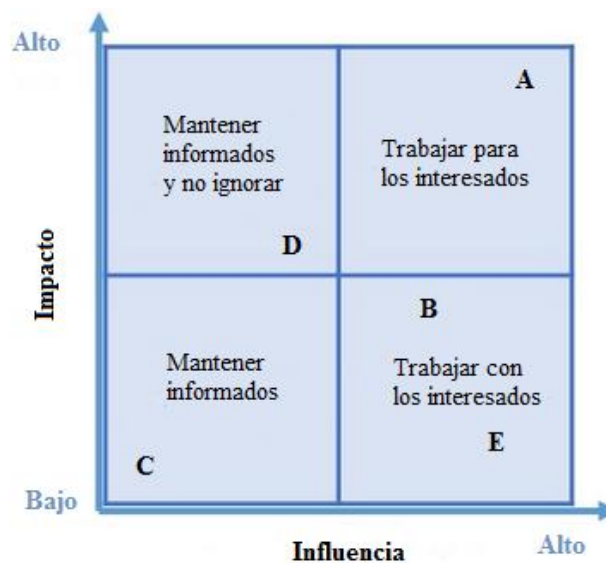 Alto
A
Mantener
informados
y no ignorar
Trabajar para
los interesados
D
Impacto
B
Mantener
informados
Trabajar con
los interesados
C
E
Bajo
Influencia
Alto